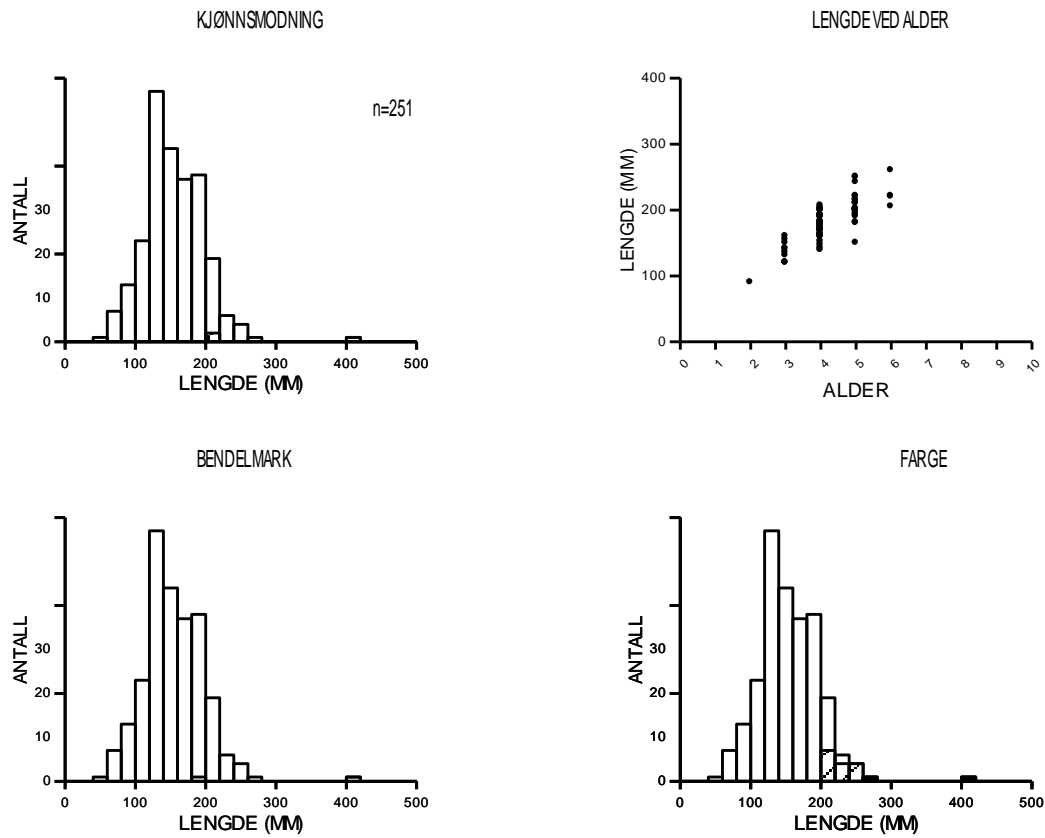 KJØNNSMODNING
n=251
ANTALL
30
20
10
0
0 100 200 300 400 500
LENGDE (MM)
LENGDE VED ALDER
LENGDE (MM)
400
300
200
100
0
0 1 2 3 4 5 6 7 8 9 10
ALDER
BENDELMARK
ANTALL
30
20
10
0
0 100 200 300 400 500
LENGDE (MM)
FARGE
ANTALL
30
20
10
0
0 100 200 300 400 500
LENGDE (MM)